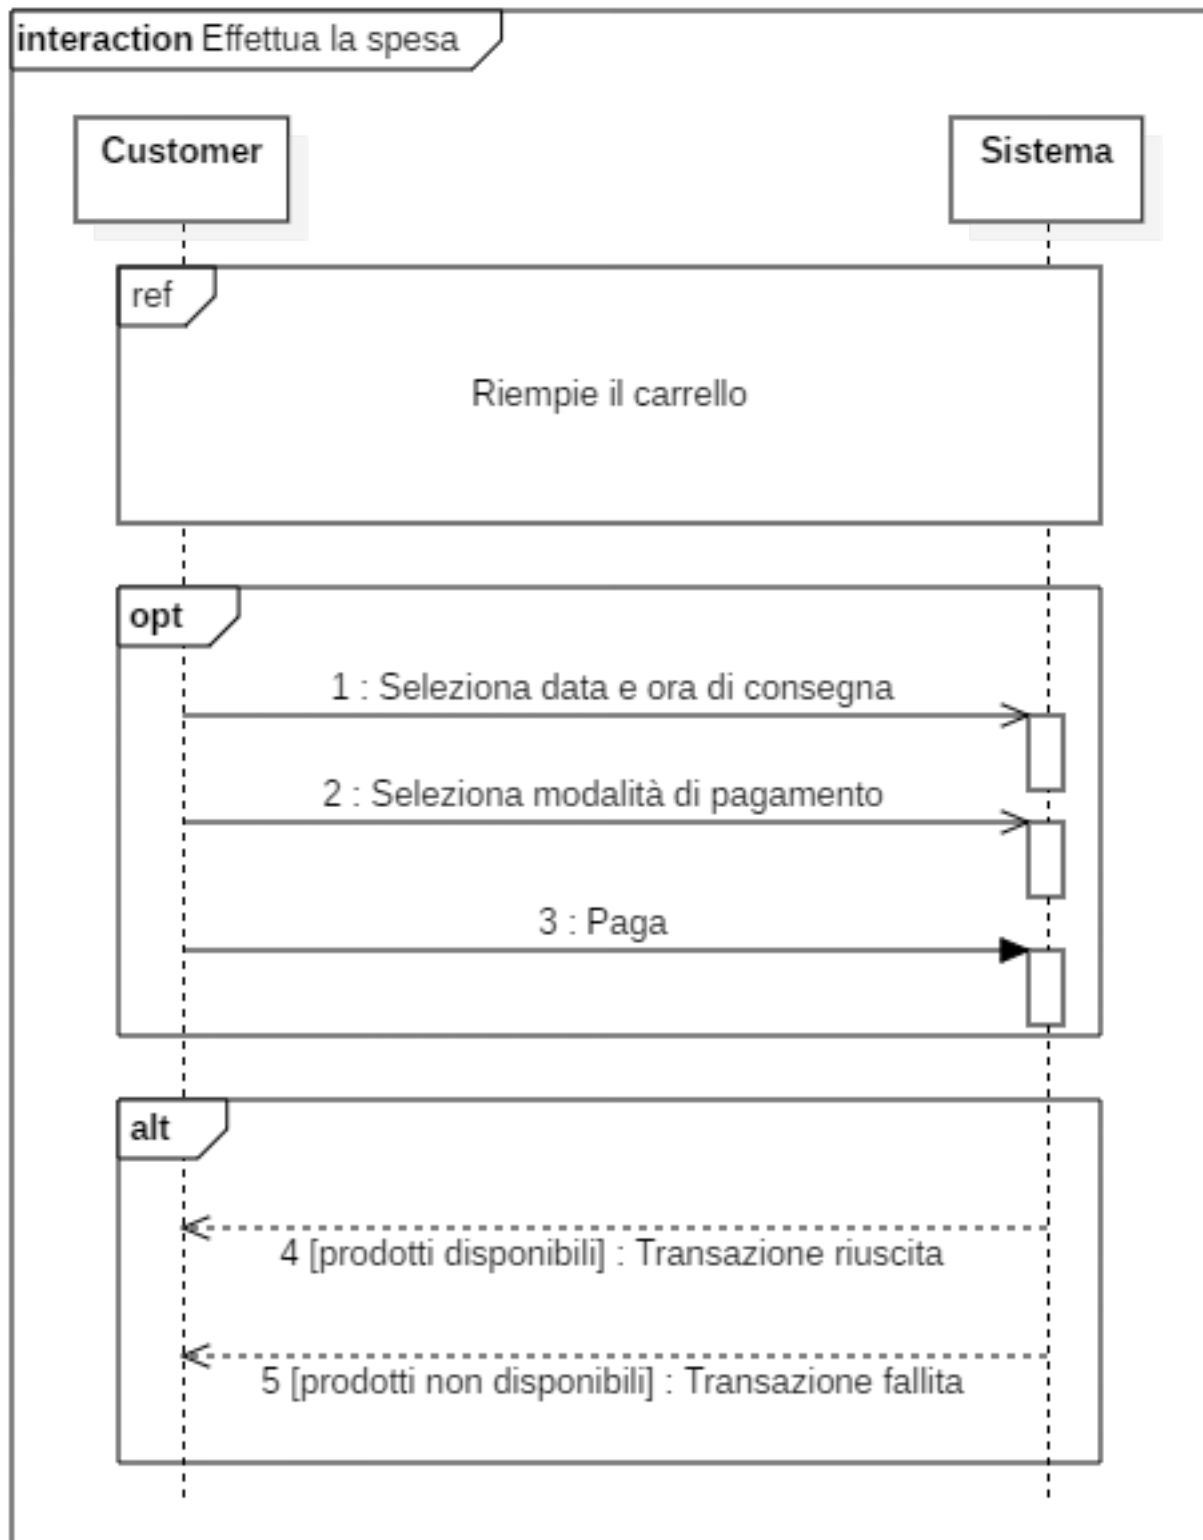 interaction Effettua la spesa
Customer
Sistema
ref
Riempie il carrello
opt
1 : Seleziona data e ora di consegna
2 : Seleziona modalità di pagamento
3 : Paga
alt
4 [prodotti disponibili] : Transazione riuscita
5 [prodotti non disponibili] : Transazione fallita